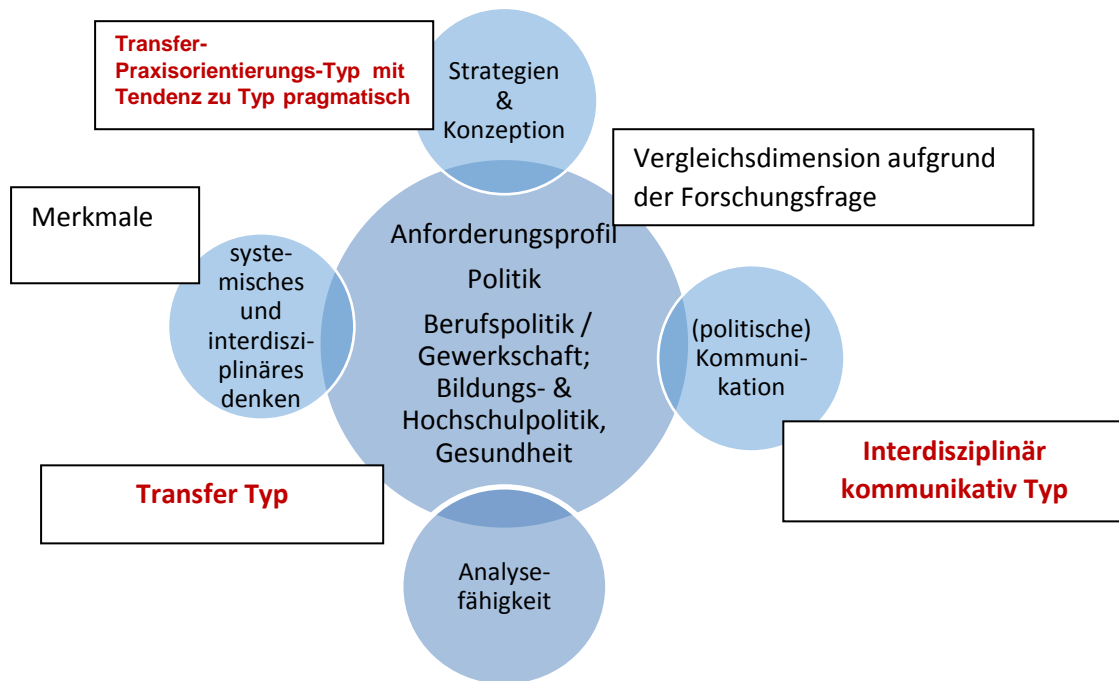 Transfer-
Praxisorientierungs-Typ mit
Tendenz zu Typ pragmatisch
Strategien
&
Konzeption
Vergleichsdimension aufgrund
der Forschungsfrage
Merkmale
syste-
misches
und
interdiszi-
plinäres
denken
Anforderungsprofil
Politik
Berufspolitik /
Gewerkschaft;
Bildungs- &
Hochschulpolitik,
Gesundheit
(politische)
Kommuni-
kation
Transfer Typ
Interdisziplinär
kommunikativ Typ
Analyse-
fähigkeit